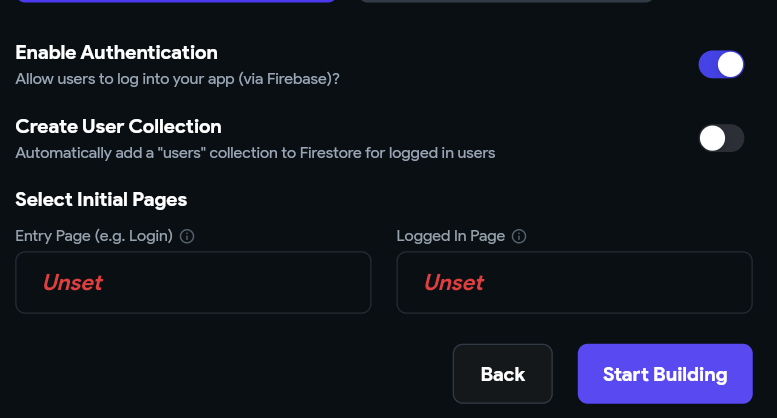 Enable Authentication
Allow users to log into your app (via Firebase)?
Create User Collection
Automatically add a "users" collection to Firestore for logged in users
Select Initial Pages
Entry Page (e.g. Login)
Logged In Page
Unset
Unset
Back
Start Building